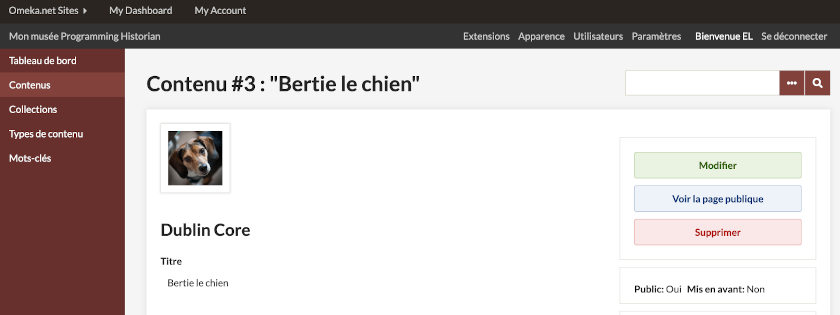 Omeka.net Sites My Dashboard My Account
Mon musée Programming Historian Extensions Apparence Utilisateurs Paramètres Bienvenue EL Se déconnecter
Tableau de bord
Contenus
Collections
Types de contenu
Mots-clés
Contenu #3 : "Bertie le chien"
Modifier
Voir la page publique
Supprimer
Dublin Core
Titre
Bertie le chien
Public: Oui Mis en avant: Non